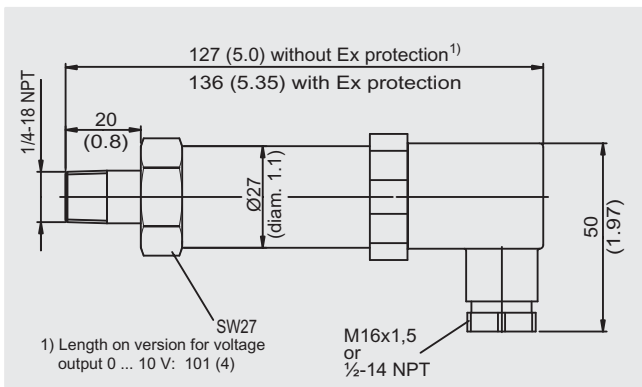 127 (5.0) without Ex protection1)
136 (5.35) with Ex protection
1/4-18 NPT
20
(0.8)
Ø27
(diam. 1.1)
50
(1.97)
SW27
1) Length on version for voltage
output 0 ... 10 V: 101 (4)
M16x1,5
or
½-14 NPT